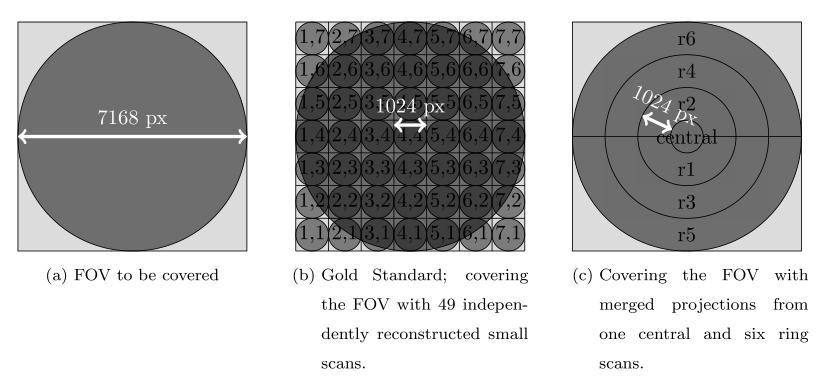 7168 px
1,7 2,7 3,7 4,7 5,7 6,7 7,7
1,6 2,6 3,6 4,6 5,6 6,6 7,6
1,5 2,5 4,5 5,5 6,5 7,5
1024 px
1,4 2,4 3,4 4,4 5,4 6,4 7,4
1,3 2,3 3,3 4,3 5,3 6,3 7,3
1,2 2,2 3,2 4,2 5,2 6,2 7,2
1,1 2,1 3,1 4,1 5,1 6,1 7,1
r6
r4
r2
1024 px
central
r1
r3
r5
(a) FOV to be covered
(b) Gold Standard; covering
the FOV with 49 indepen-
dently reconstructed small
scans.
(c) Covering the FOV with
merged projections from
one central and six ring
scans.